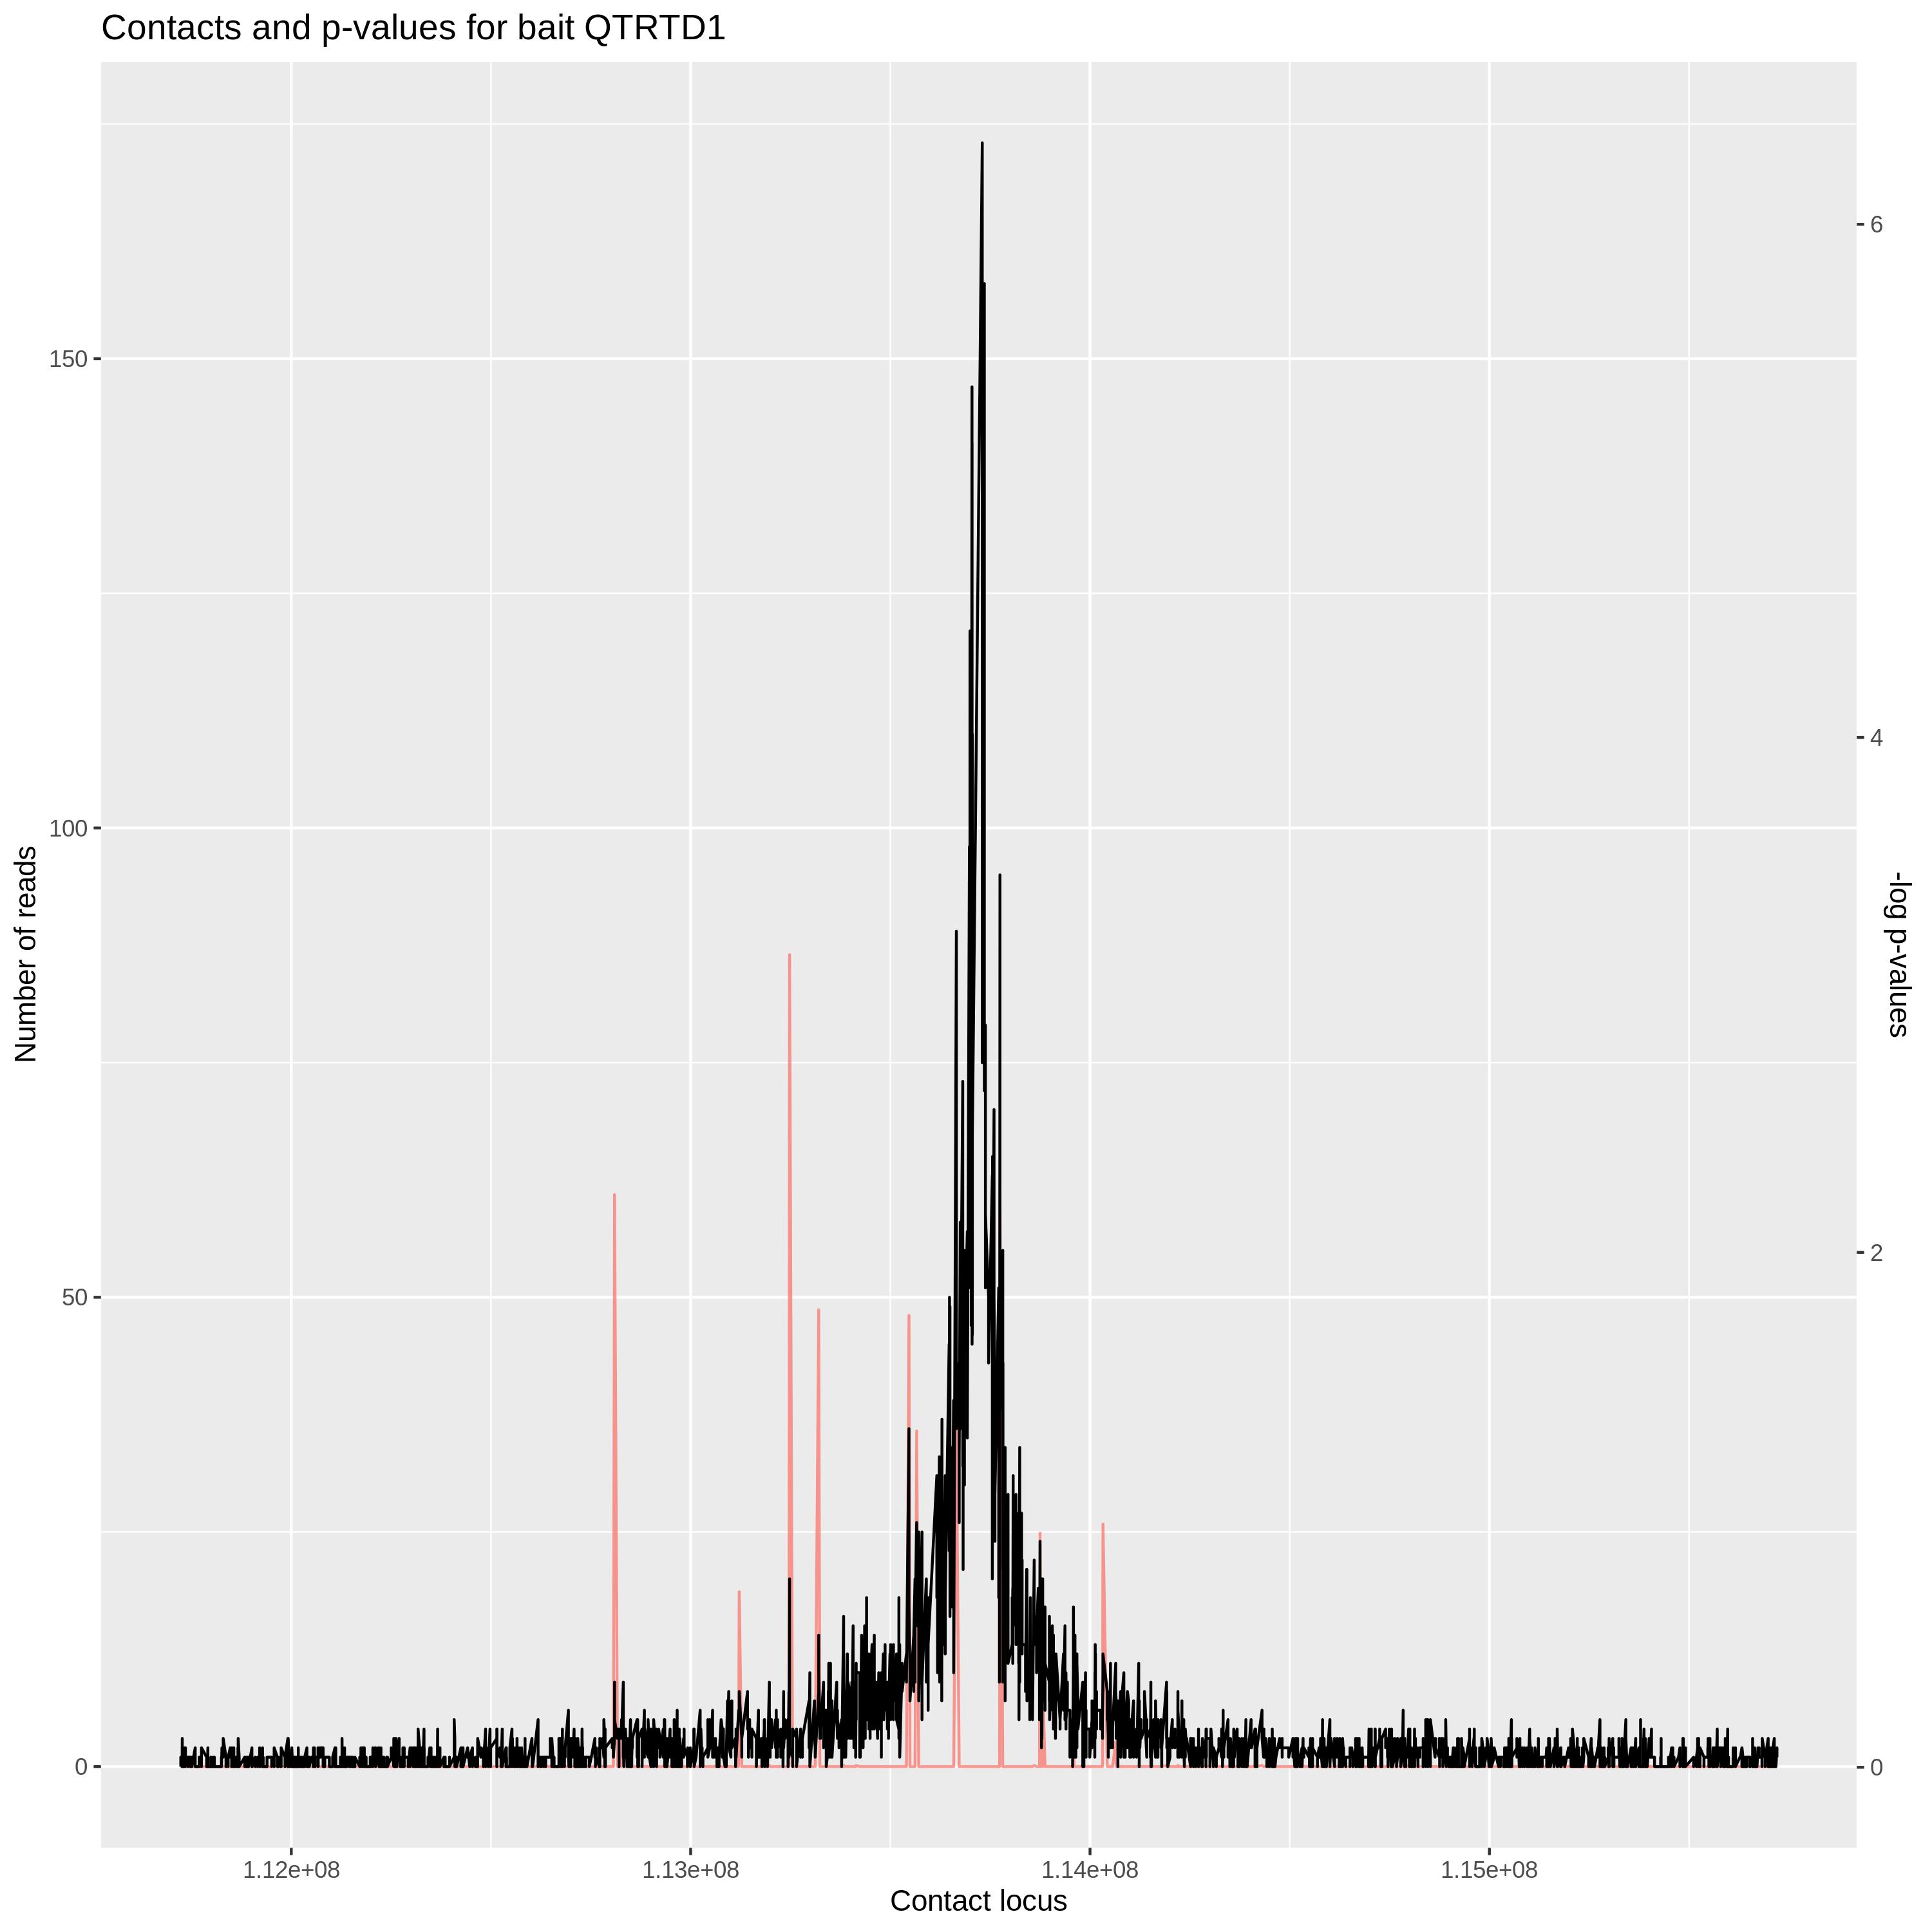 Contacts and p-values for bait QTRTD1
Number of reads
150
100
50
0
6
4
2
0
-log p-values
1.12e+08 1.13e+08 1.14e+08 1.15e+08
Contact locus